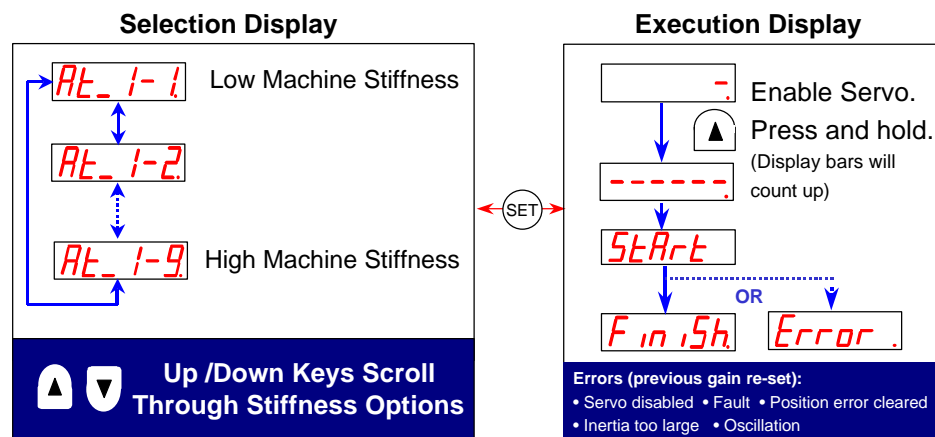 Selection Display
At_ 1-1.
Low Machine Stiffness
At_ 1-2.
At_ 1-9.
High Machine Stiffness
Up /Down Keys Scroll
Through Stiffness Options
SET
Execution Display
-.
Enable Servo.
Press and hold.
(Display bars will
count up)
------.
StArt
OR
FiniSh.
Error .
Errors (previous gain re-set):
• Servo disabled • Fault • Position error cleared
• Inertia too large • Oscillation